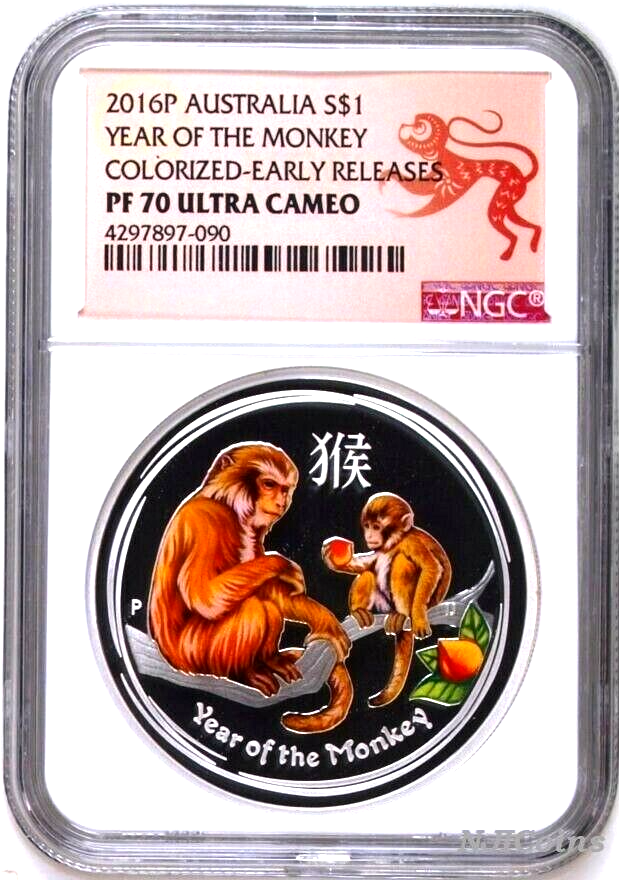 2016P AUSTRALIA S$1
YEAR OF THE MONKEY
COLORIZED-EARLY RELEASES
PF 70 ULTRA CAMEO
4297897-090
NGC®
猴
P
Year of the Monkey